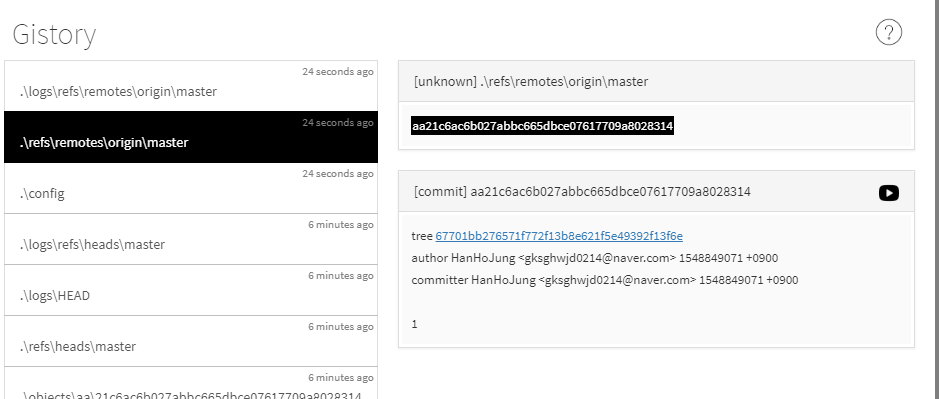 Gistory
?
24 seconds ago
.\logs\refs\remotes\origin\master
24 seconds ago
.\refs\remotes\origin\master
24 seconds ago
.\config
6 minutes ago
.\logs\refs\heads\master
6 minutes ago
.\logs\HEAD
6 minutes ago
.\refs\heads\master
6 minutes ago
.\objects\aa\21c6ac6b027abbc665dbce07617709a8028314
[unknown] .\refs\remotes\origin\master
aa21c6ac6b027abbc665dbce07617709a8028314
[commit] aa21c6ac6b027abbc665dbce07617709a8028314
tree 67701bb276571f772f13b8e621f5e49392f13f6e
author HanHoJung <gksghwjd0214@naver.com> 1548849071 +0900
committer HanHoJung <gksghwjd0214@naver.com> 1548849071 +0900
1